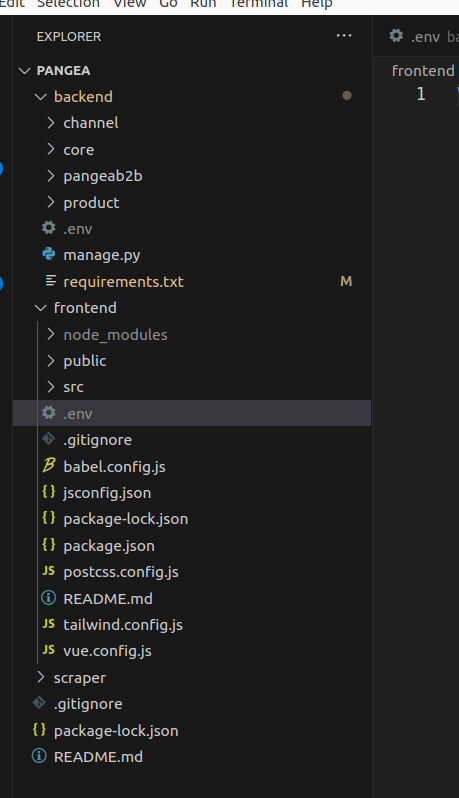 Edit Selection View Go Run Terminal Help
EXPLORER ...
.env
PANGEA
frontend
backend
1
channel
core
pangeab2b
product
.env
manage.py
requirements.txt M
frontend
node_modules
public
src
.env
.gitignore
babel.config.js
jsconfig.json
package-lock.json
package.json
postcss.config.js
README.md
tailwind.config.js
vue.config.js
scraper
.gitignore
package-lock.json
README.md